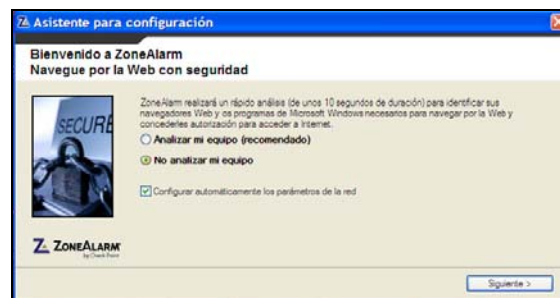 Asistente para configuración
Bienvenido a ZoneAlarm
Navegue por la Web con seguridad
SECURE
ZoneAlarm realizará un rápido análisis (de unos 10 segundos de duración) para identificar sus
navegadores Web y os programas de Microsoft Windows necesarios para navegar por la Web y
concederles autorización para acceder a Internet.
Analizar mi equipo (recomendado)
No analizar mi equipo
Configurar automáticamente los parámetros de la red
ZONEALARM
by Check Point
Siguiente >